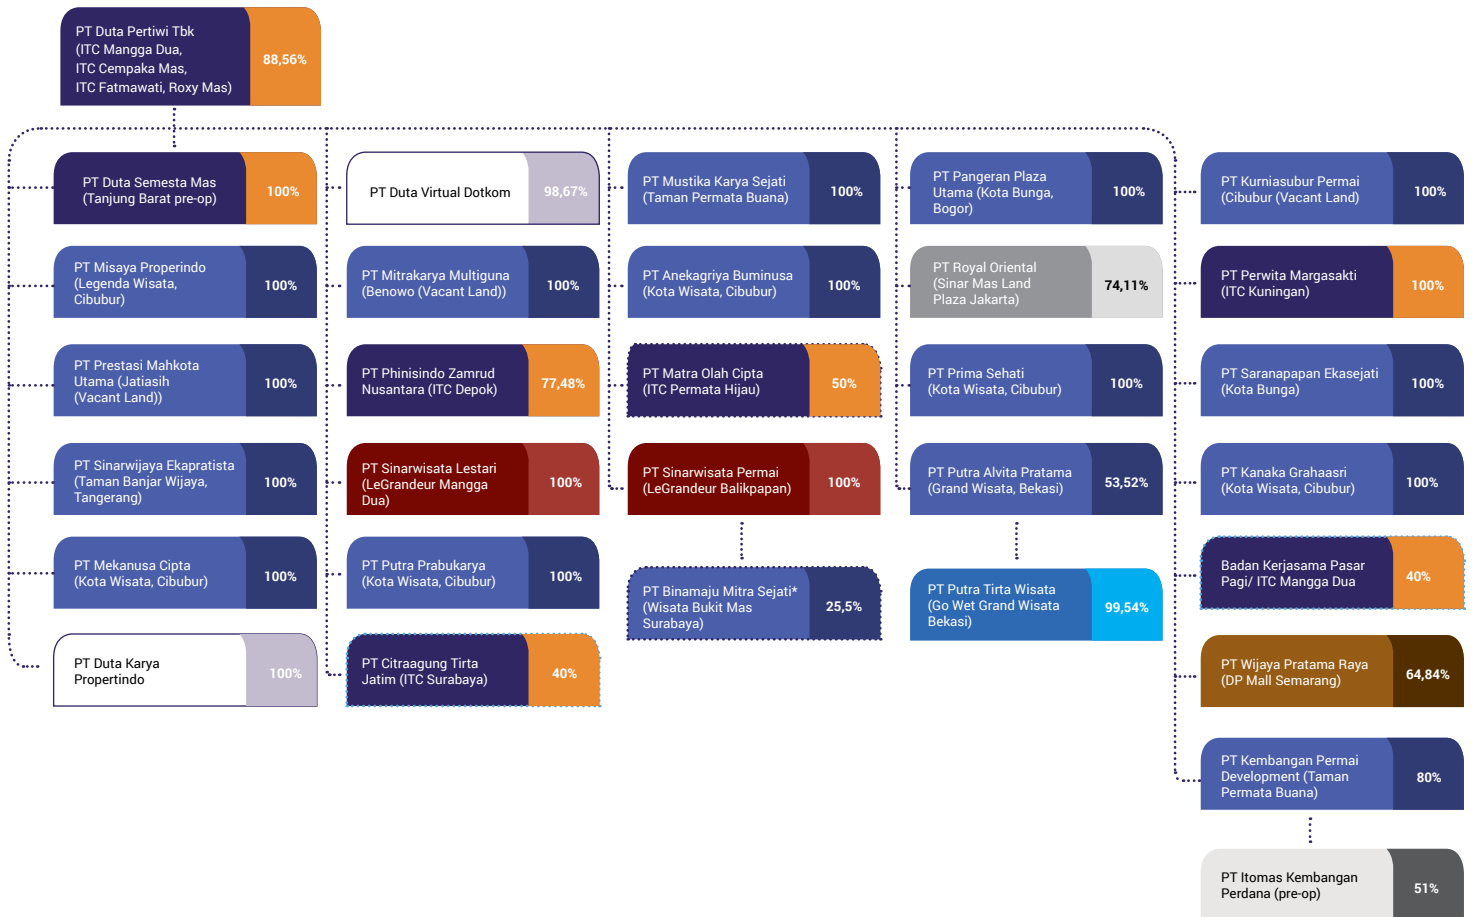 PT Duta Pertiwi Tbk
(ITC Mangga Dua,
ITC Cempaka Mas,
ITC Fatmawati, Roxy Mas)
88,56%
PT Duta Semesta Mas
(Tanjung Barat pre-op)
100%
PT Misaya Properindo
(Legenda Wisata,
Cibubur)
100%
PT Prestasi Mahkota
Utama (Jatiasih
(Vacant Land))
100%
PT Sinarwijaya Ekapratista
(Taman Banjar Wijaya,
Tangerang)
100%
PT Mekanusa Cipta
(Kota Wisata, Cibubur)
100%
PT Duta Karya
Propertindo
100%
PT Duta Virtual Dotkom
98,67%
PT Mitrakarya Multiguna
(Benowo (Vacant Land))
100%
PT Phinisindo Zamrud
Nusantara (ITC Depok)
77,48%
PT Sinarwisata Lestari
(LeGrandeur Mangga
Dua)
100%
PT Putra Prabukarya
(Kota Wisata, Cibubur)
100%
PT Citraagung Tirta
Jatim (ITC Surabaya)
40%
PT Mustika Karya Sejati
(Taman Permata Buana)
100%
PT Anekagriya Buminusa
(Kota Wisata, Cibubur)
100%
PT Matra Olah Cipta
(ITC Permata Hijau)
50%
PT Sinarwisata Permai
(LeGrandeur Balikpapan)
100%
PT Binamaju Mitra Sejati*
(Wisata Bukit Mas
Surabaya)
25,5%
PT Pangeran Plaza
Utama (Kota Bunga,
Bogor)
100%
PT Royal Oriental
(Sinar Mas Land
Plaza Jakarta)
74,11%
PT Prima Sehati
(Kota Wisata, Cibubur)
100%
PT Putra Alvita Pratama
(Grand Wisata, Bekasi)
53,52%
PT Putra Tirta Wisata
(Go Wet Grand Wisata
Bekasi)
99,54%
PT Kurniasubur Permai
(Cibubur (Vacant Land)
100%
PT Perwita Margasakti
(ITC Kuningan)
100%
PT Saranapapan Ekasejati
(Kota Bunga)
100%
PT Kanaka Grahaasri
(Kota Wisata, Cibubur)
100%
Badan Kerjasama Pasar
Pagi/ ITC Mangga Dua
40%
PT Wijaya Pratama Raya
(DP Mall Semarang)
64,84%
PT Kembangan Permai
Development (Taman
Permata Buana)
80%
PT Itomas Kembangan
Perdana (pre-op)
51%